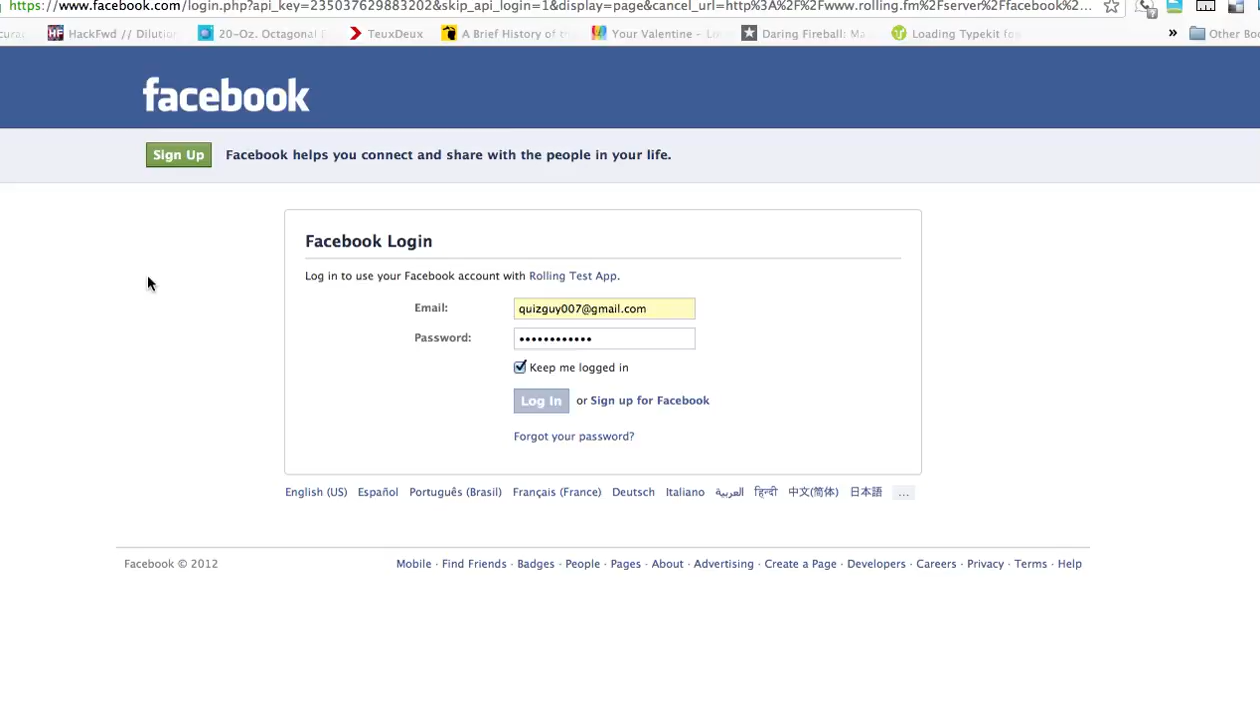 https://www.facebook.com/login.php?api_key=235037629883202&skip_api_login=1&display=page&cancel_url=http%3A%2F%2Fwww.rolling.fm%2Fserver%2Ffacebook%2...
HackFwd // Dilution 20-Oz. Octagonal TeuxDeux A Brief History of Your Valentine - Daring Fireball: Loading Typekit » Other
facebook
Sign Up Facebook helps you connect and share with the people in your life.
Facebook Login
Log in to use your Facebook account with Rolling Test App.
Email: quizguy007@gmail.com
Password: ••••••••••••
Keep me logged in
Log In or Sign up for Facebook
Forgot your password?
English (US) Español Português (Brasil) Français (France) Deutsch Italiano العربية हिन्दी 中文(简体) 日本語 ...
Facebook © 2012 Mobile · Find Friends · Badges · People · Pages · About · Advertising · Create a Page · Developers · Careers · Privacy · Terms · Help